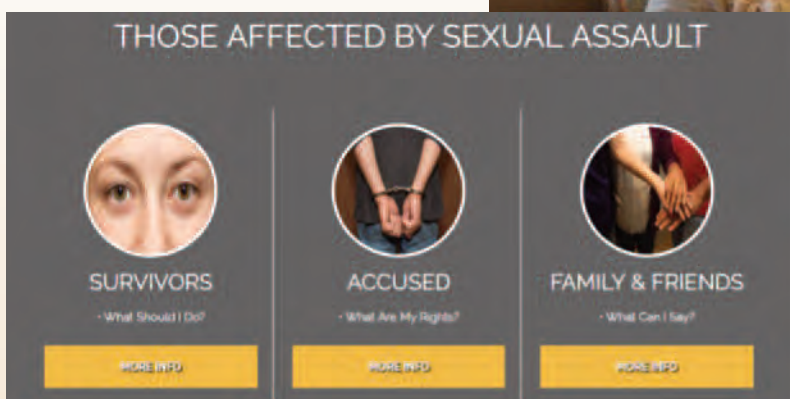 THOSE AFFECTED BY SEXUAL ASSAULT
SURVIVORS
- What Should I Do?
MORE INFO
ACCUSED
- What Are My Rights?
MORE INFO
FAMILY & FRIENDS
- What Can I Say?
MORE INFO